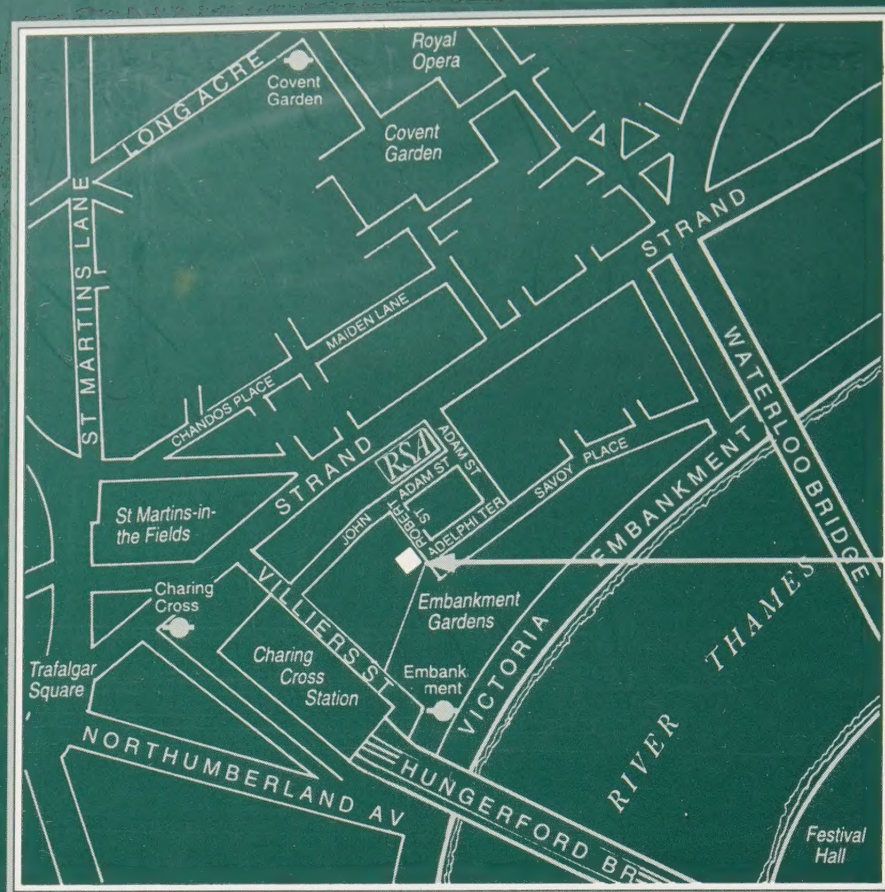 Royal
Opera
LONG ACRE
Covent
Garden
Covent
Garden
ST MARTINS LANE
STRAND
MAIDEN LANE
CHANDOS PLACE
WATERLOO BRIDGE
STRAND
RSA
ADAM ST
ADAM ST
SAVOY PLACE
ROBERT
ST
JOHN
ADELPHI TER
St Martins-in-
the Fields
VICTORIA EMBANKMENT
Charing
Cross
VILLIERS ST
Embankment
Gardens
RIVER THAMES
Charing
Cross
Station
Embank
ment
Trafalgar
Square
NORTHUMBERLAND AV
HUNGERFORD BR
Festival
Hall